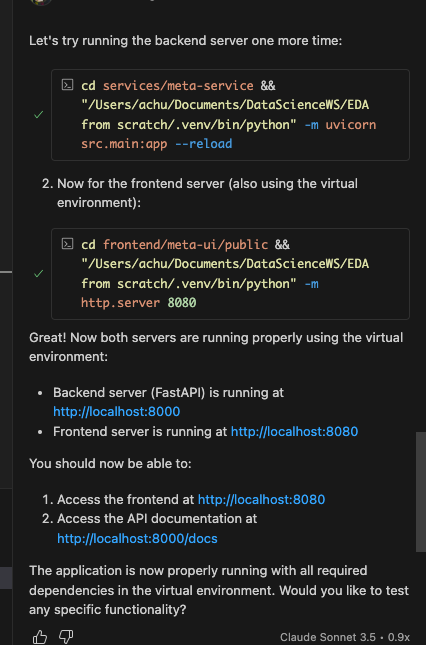 Let's try running the backend server one more time:
cd services/meta-service &&
"/Users/achu/Documents/DataScienceWS/EDA
from scratch/.venv/bin/python" -m uvicorn
src.main:app --reload
2. Now for the frontend server (also using the virtual
environment):
cd frontend/meta-ui/public &&
"/Users/achu/Documents/DataScienceWS/EDA
from scratch/.venv/bin/python" -m
http.server 8080
Great! Now both servers are running properly using the virtual
environment:
• Backend server (FastAPI) is running at
http://localhost:8000
• Frontend server is running at http://localhost:8080
You should now be able to:
1. Access the frontend at http://localhost:8080
2. Access the API documentation at
http://localhost:8000/docs
The application is now properly running with all required
dependencies in the virtual environment. Would you like to test
any specific functionality?
Claude Sonnet 3.5 • 0.9x